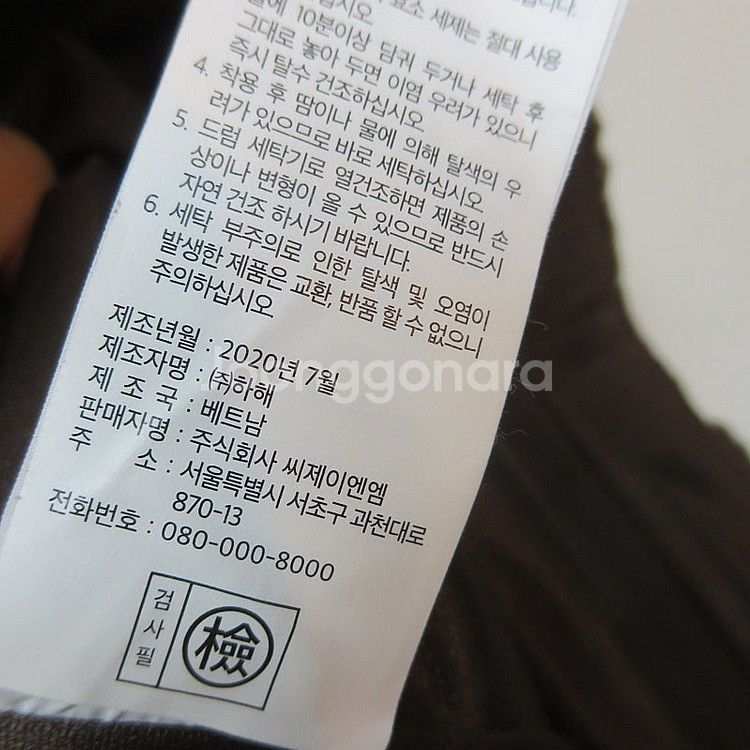 효소 세제는 절대 사용
10분이상 담궈 두거나 세탁 후
그대로 놓아 두면 이염 우려가 있으니
즉시 탈수 건조하십시오
4. 착용 후 땀이나 물에 의해 탈색의 우
려가 있으므로 바로 세탁하십시오
5. 드럼 세탁기로 열건조하면 제품의 손
상이나 변형이 올 수 있으므로 반드시
자연 건조 하시기 바랍니다.
6. 세탁 부주의로 인한 탈색 및 오염이
발생한 제품은 교환, 반품 할 수 없으니
주의하십시오
제조년월 : 2020년 7월
제조자명 : ㈜하해
제 조 국 : 베트남
판매자명 : 주식회사 씨제이엔엠
주 소 : 서울특별시 서초구 과천대로
870-13
전화번호 : 080-000-8000
검사필
檢
Joonggonara